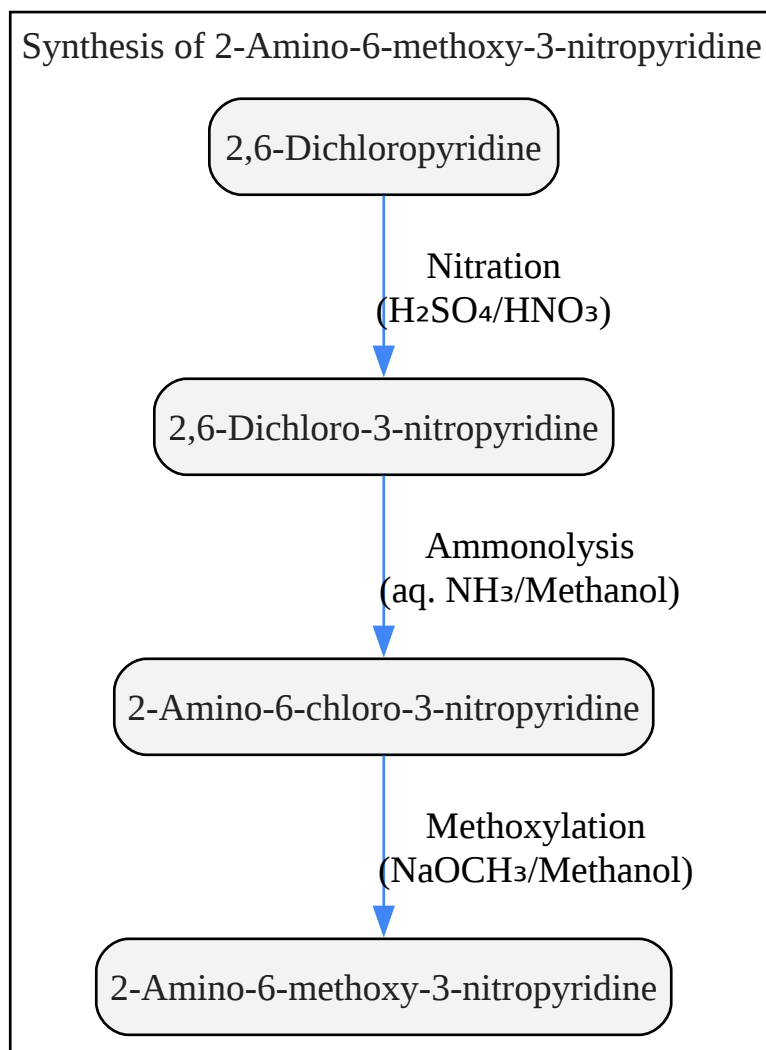 Synthesis of 2-Amino-6-methoxy-3-nitropyridine
2,6-Dichloropyridine
Nitration
(H₂SO₄/HNO₃)
2,6-Dichloro-3-nitropyridine
Ammonolysis
(aq. NH₃/Methanol)
2-Amino-6-chloro-3-nitropyridine
Methoxylation
(NaOCH₃/Methanol)
2-Amino-6-methoxy-3-nitropyridine